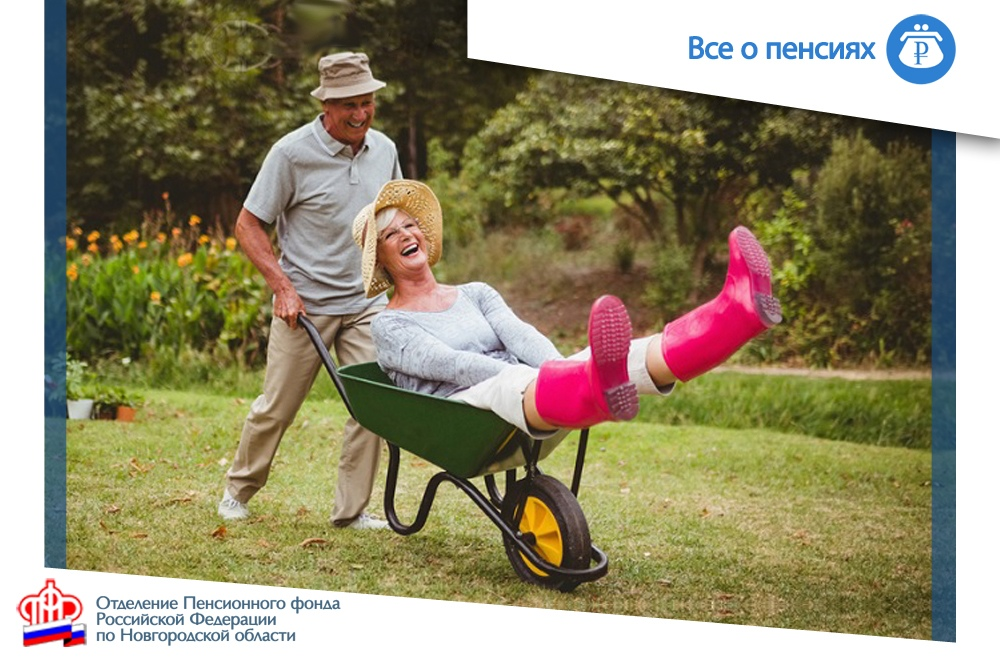 Все о пенсиях
Отделение Пенсионного фонда
Российской Федерации
по Новгородской области